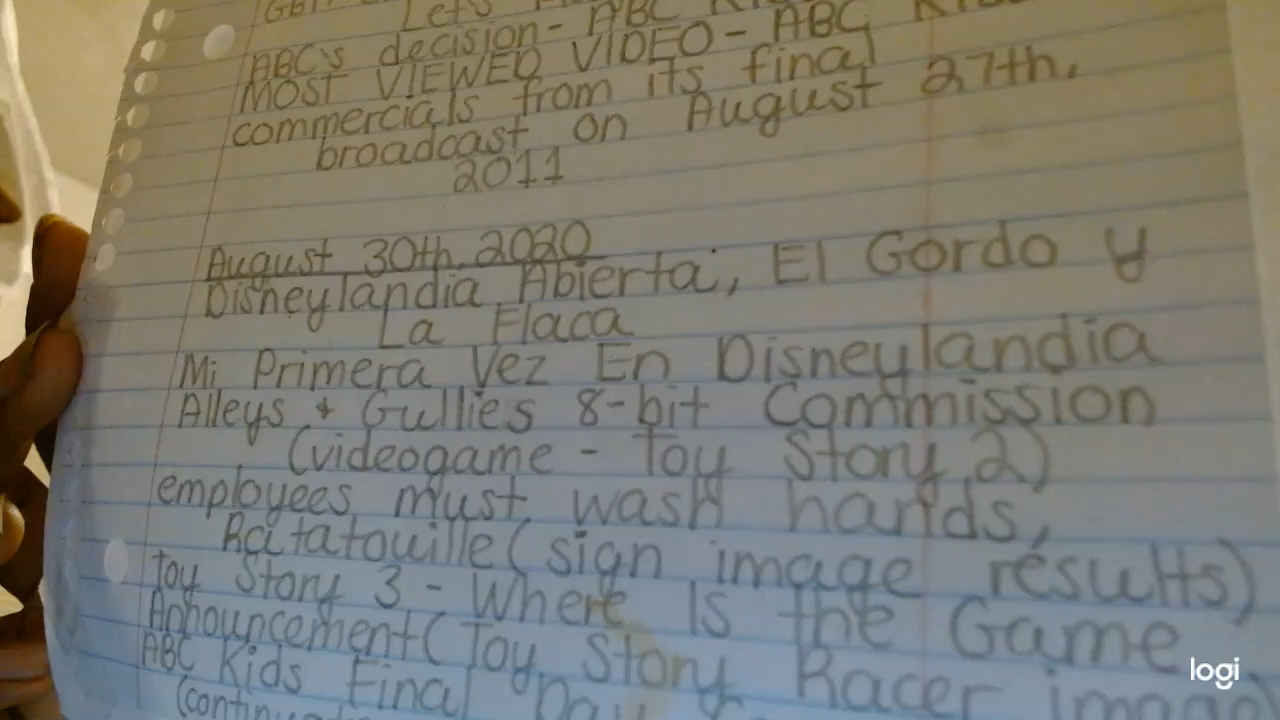 Let's
ABC's decision- ABC
MOST VIEWED VIDEO - ABC
commercials from its final
broadcast on August 27th,
2011
August 30th, 2020
Disneylandia Abierta, El Gordo y
La Flaca
Mi Primera Vez En Disneylandia
Alleys & Gullies 8-bit Commission
(videogame - Toy Story 2)
employees must wash hands,
Ratatouille (sign image results)
Toy Story 3 - Where Is the Game
Announcement (Toy Story Racer image)
ABC Kids Final Day
logi